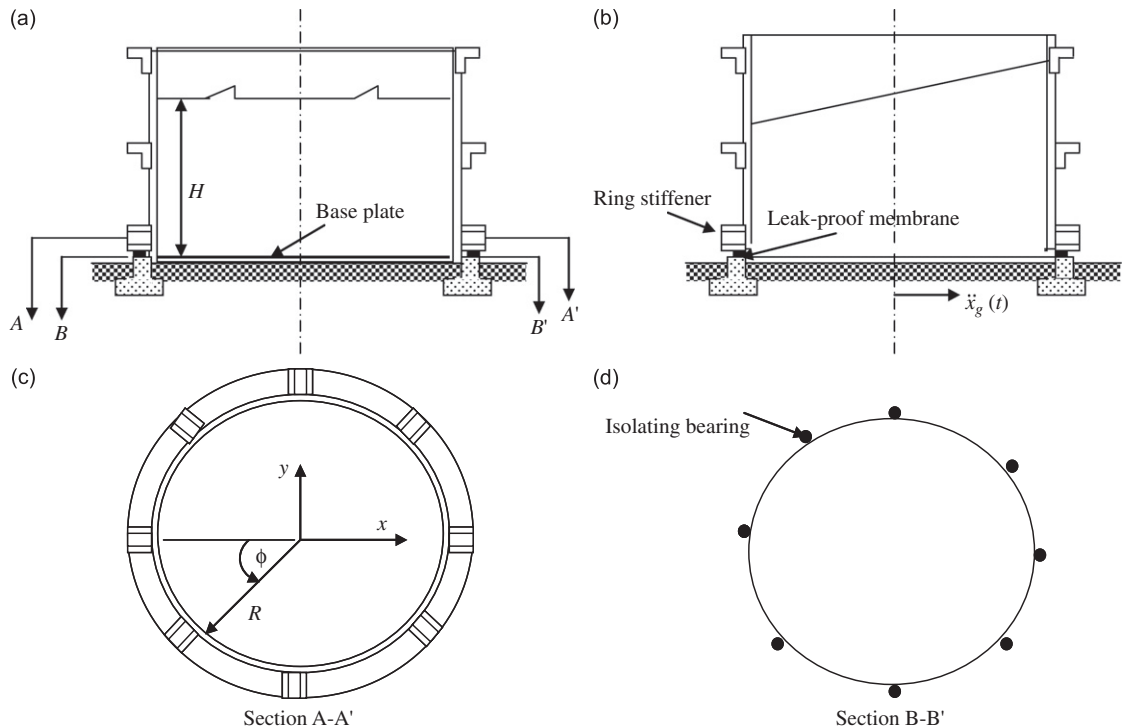 (a)
H
Base plate
A
B
B'
A'
(b)
Ring stiffener
Leak-proof membrane
ẍg (t)
(c)
y
x
ϕ
R
Section A-A'
(d)
Isolating bearing
Section B-B'